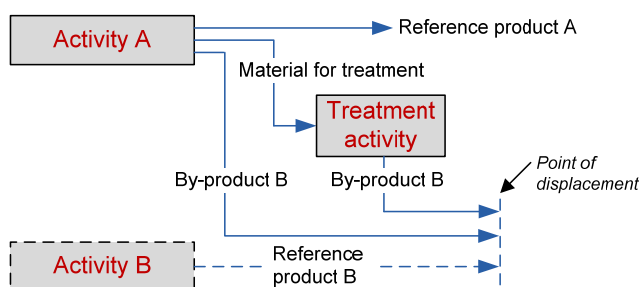 Activity A
Reference product A
Material for treatment
Treatment
activity
By-product B
By-product B
Point of
displacement
Activity B
Reference
product B